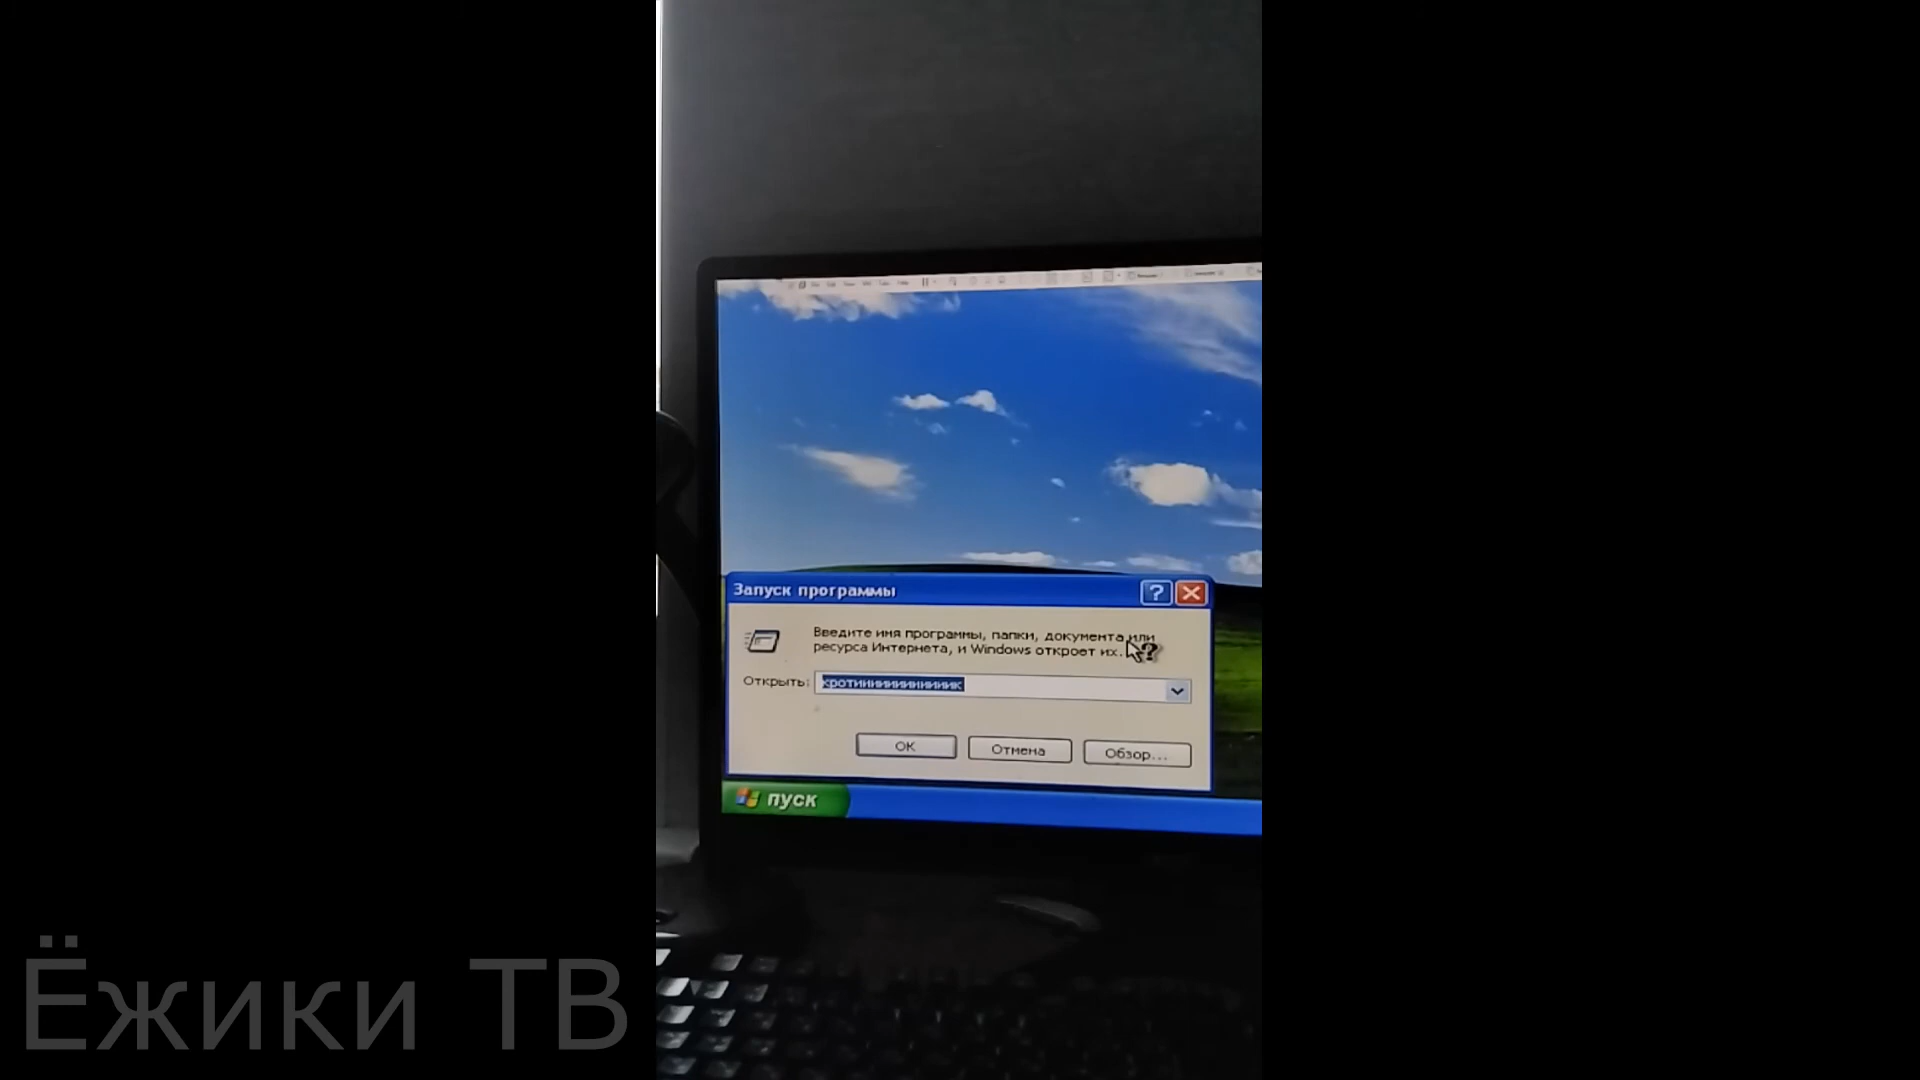 Запуск программы
Введите имя программы, папки, документа или
ресурса Интернета, и Windows откроет их.
Открыть:
ОК
Отмена
Обзор...
пуск
Ёжики ТВ